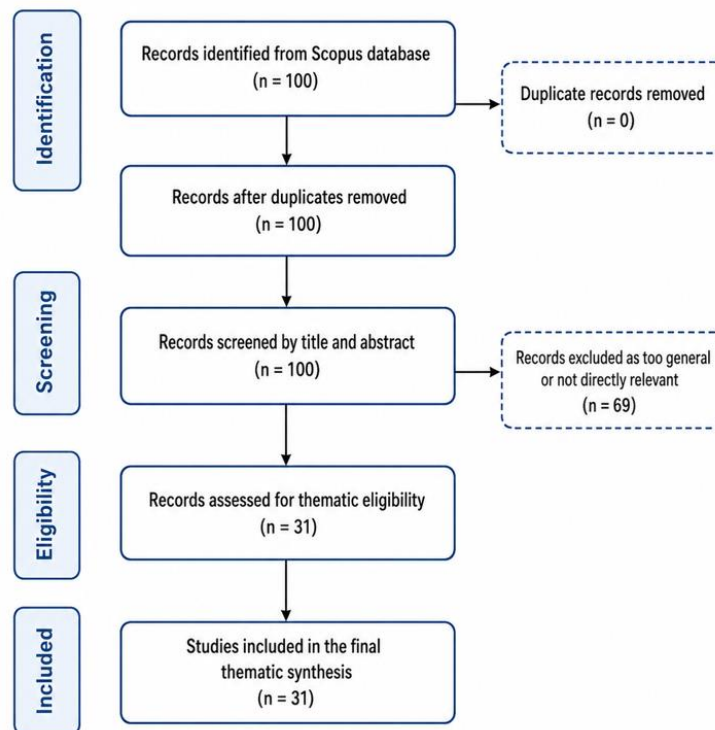 Identification
Records identified from Scopus database
(n = 100)
Duplicate records removed
(n = 0)
Records after duplicates removed
(n = 100)
Screening
Records screened by title and abstract
(n = 100)
Records excluded as too general
or not directly relevant
(n = 69)
Eligibility
Records assessed for thematic eligibility
(n = 31)
Included
Studies included in the final
thematic synthesis
(n = 31)